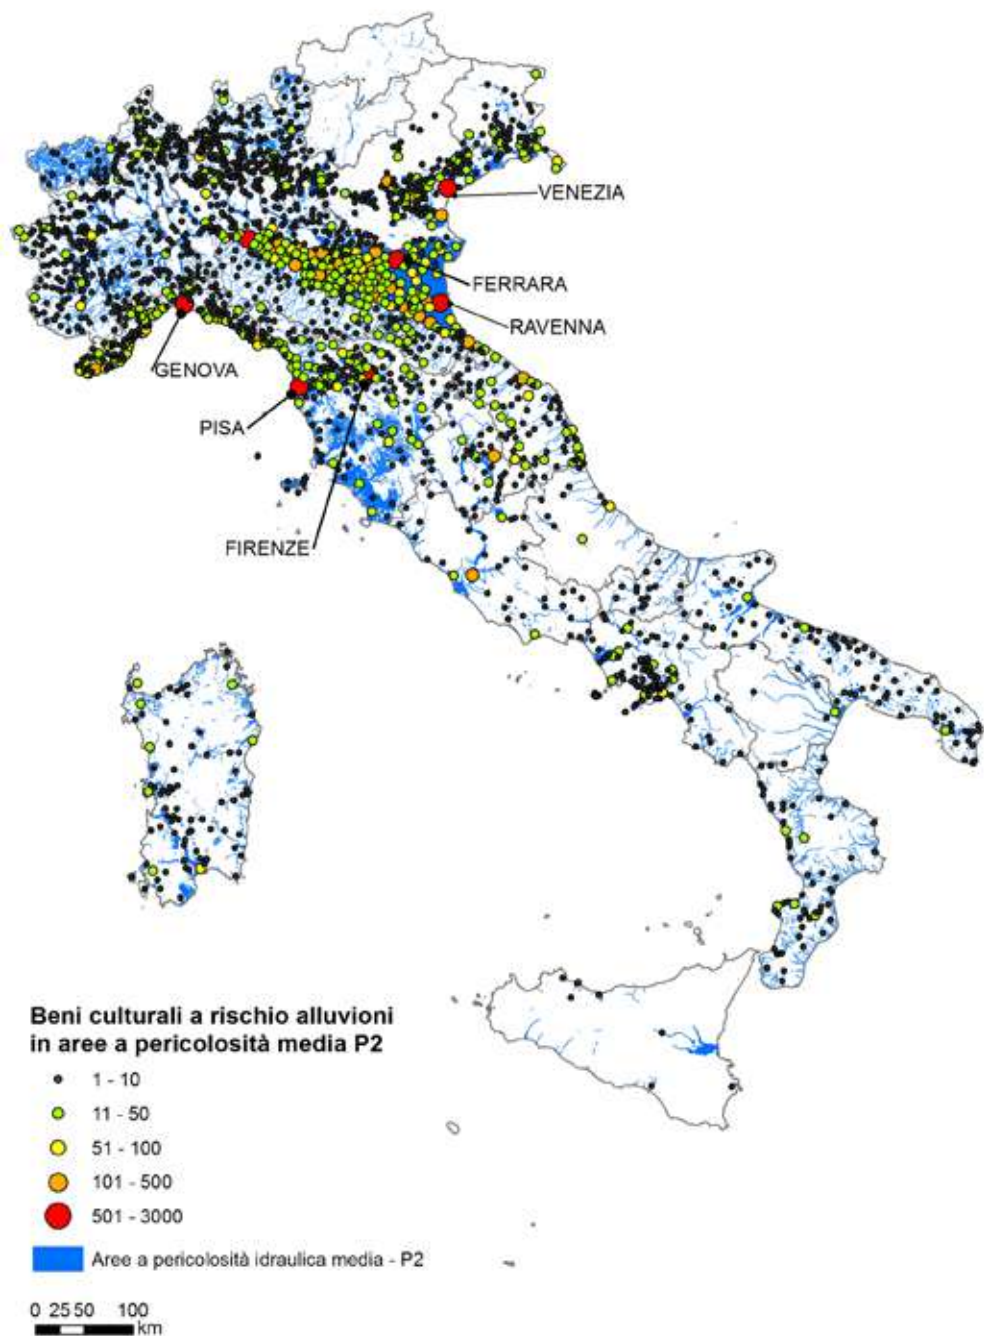 VENEZIA
FERRARA
RAVENNA
GENOVA
PISA
FIRENZE
Beni culturali a rischio alluvioni
in aree a pericolosità media P2
1 - 10
11 - 50
51 - 100
101 - 500
501 - 3000
Aree a pericolosità idraulica media - P2
0 25 50 100
km